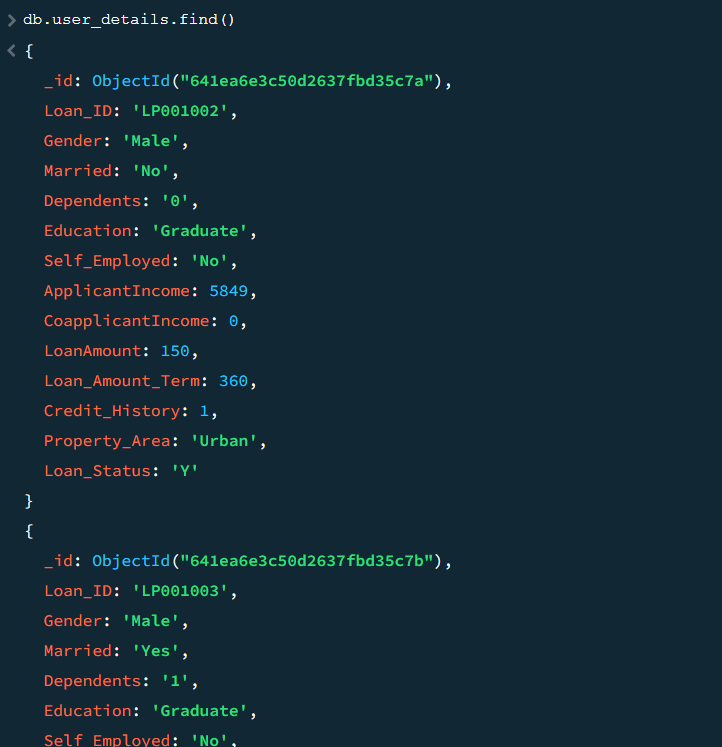 db.user_details.find()
{
_id: ObjectId("641ea6e3c50d2637fbd35c7a"),
Loan_ID: 'LP001002',
Gender: 'Male',
Married: 'No',
Dependents: '0',
Education: 'Graduate',
Self_Employed: 'No',
ApplicantIncome: 5849,
CoapplicantIncome: 0,
LoanAmount: 150,
Loan_Amount_Term: 360,
Credit_History: 1,
Property_Area: 'Urban',
Loan_Status: 'Y'
}
{
_id: ObjectId("641ea6e3c50d2637fbd35c7b"),
Loan_ID: 'LP001003',
Gender: 'Male',
Married: 'Yes',
Dependents: '1',
Education: 'Graduate',
Self_Employed: 'No',